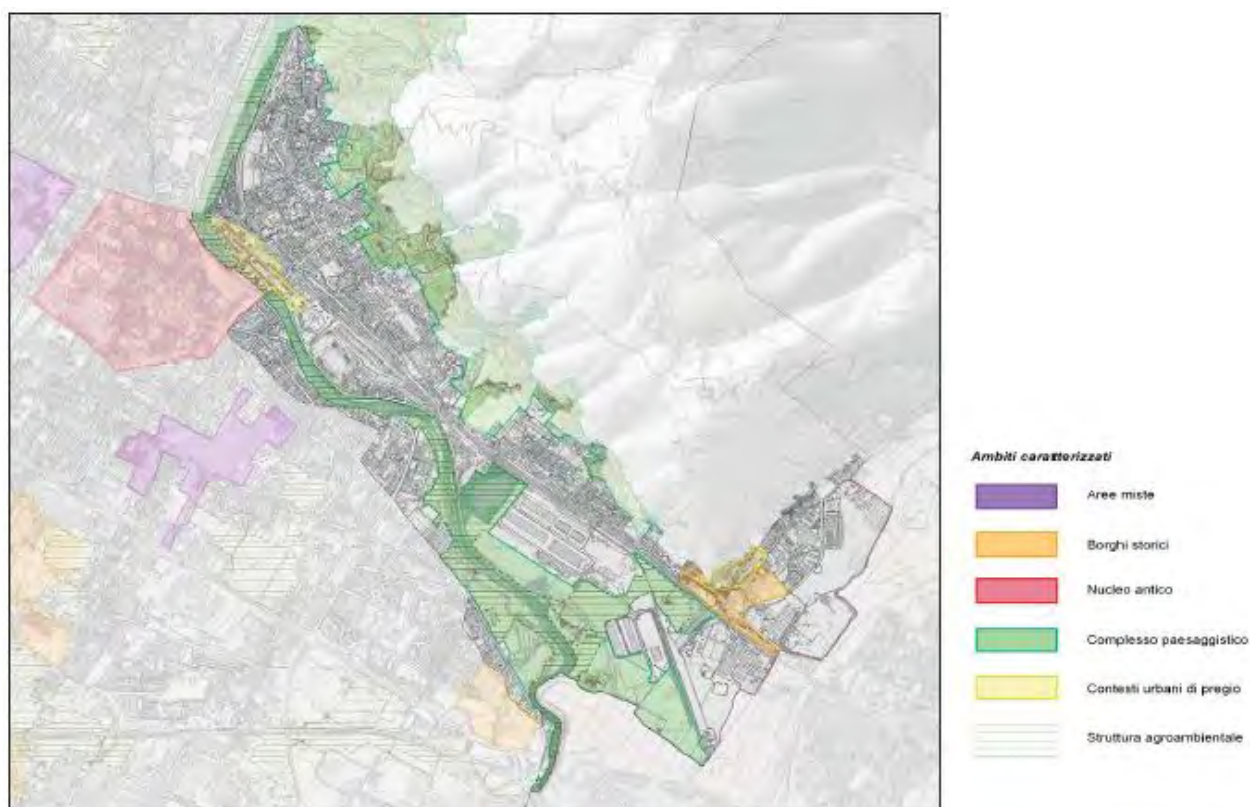 Ambiti caratterizzati
Aree miste
Borghi storici
Nucleo antico
Complesso paesaggistico
Contesti urbani di pregio
Struttura agroambientale